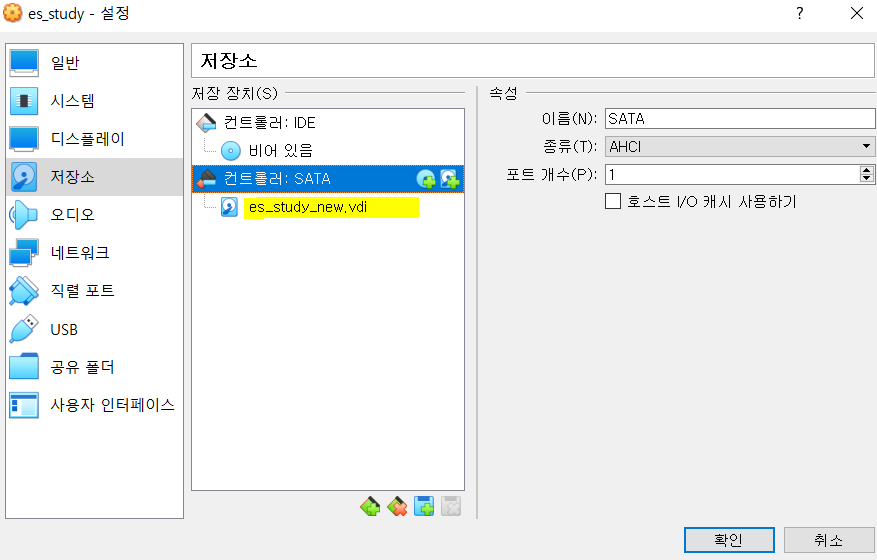 es_study - 설정
?
일반
시스템
디스플레이
저장소
오디오
네트워크
직렬 포트
USB
공유 폴더
사용자 인터페이스
저장소
저장 장치(S)
컨트롤러: IDE
비어 있음
컨트롤러: SATA
es_study_new.vdi
속성
이름(N): SATA
종류(T): AHCI
포트 개수(P): 1
호스트 I/O 캐시 사용하기
확인
취소